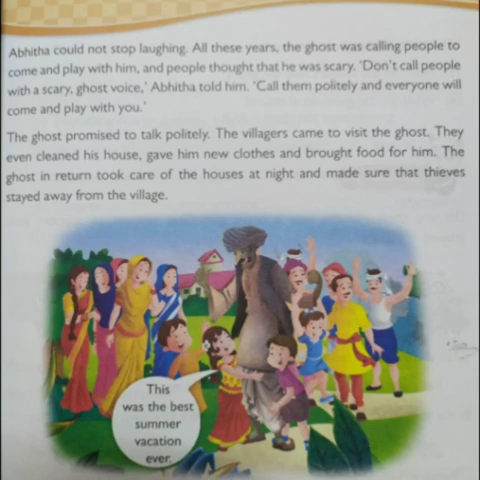 Abhitha could not stop laughing. All these years, the ghost was calling people to
come and play with him, and people thought that he was scary. 'Don't call people
with a scary, ghost voice,' Abhitha told him. 'Call them politely and everyone will
come and play with you.'
The ghost promised to talk politely. The villagers came to visit the ghost. They
even cleaned his house, gave him new clothes and brought food for him. The
ghost in return took care of the houses at night and made sure that thieves
stayed away from the village.
This
was the best
summer
vacation
ever.